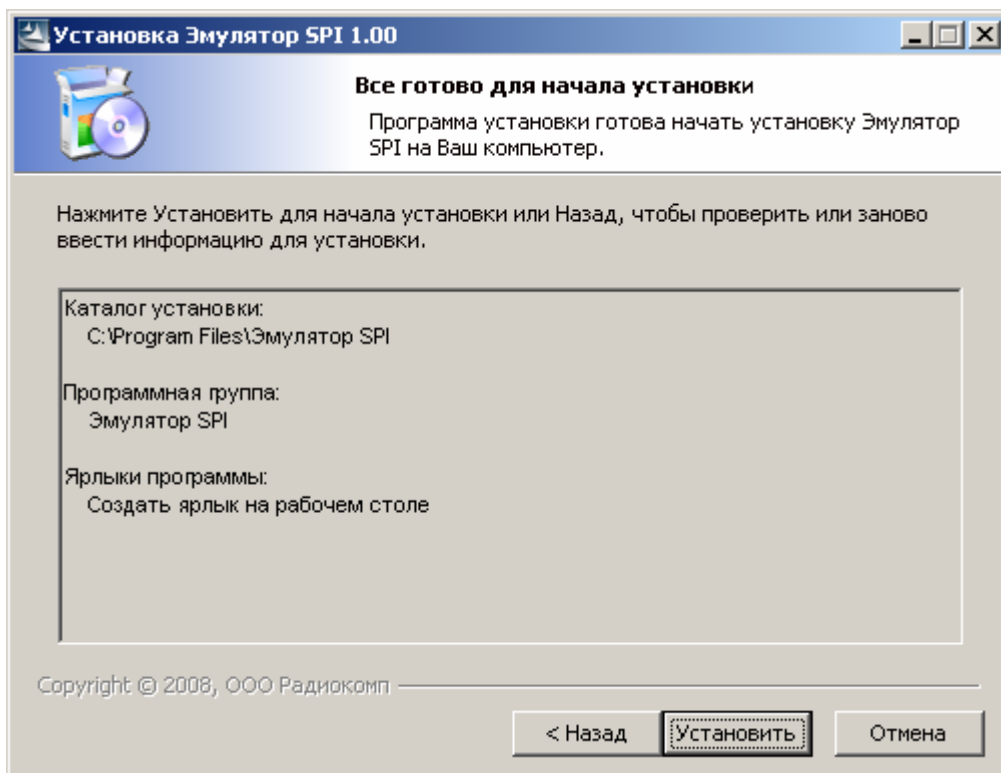 Установка Эмулятор SPI 1.00
Все готово для начала установки
Программа установки готова начать установку Эмулятор
SPI на Ваш компьютер.
Нажмите Установить для начала установки или Назад, чтобы проверить или заново
ввести информацию для установки.
Каталог установки:
C:\Program Files\Эмулятор SPI
Программная группа:
Эмулятор SPI
Ярлыки программы:
Создать ярлык на рабочем столе
Copyright © 2008, ООО Радиокомп
< Назад
Установить
Отмена